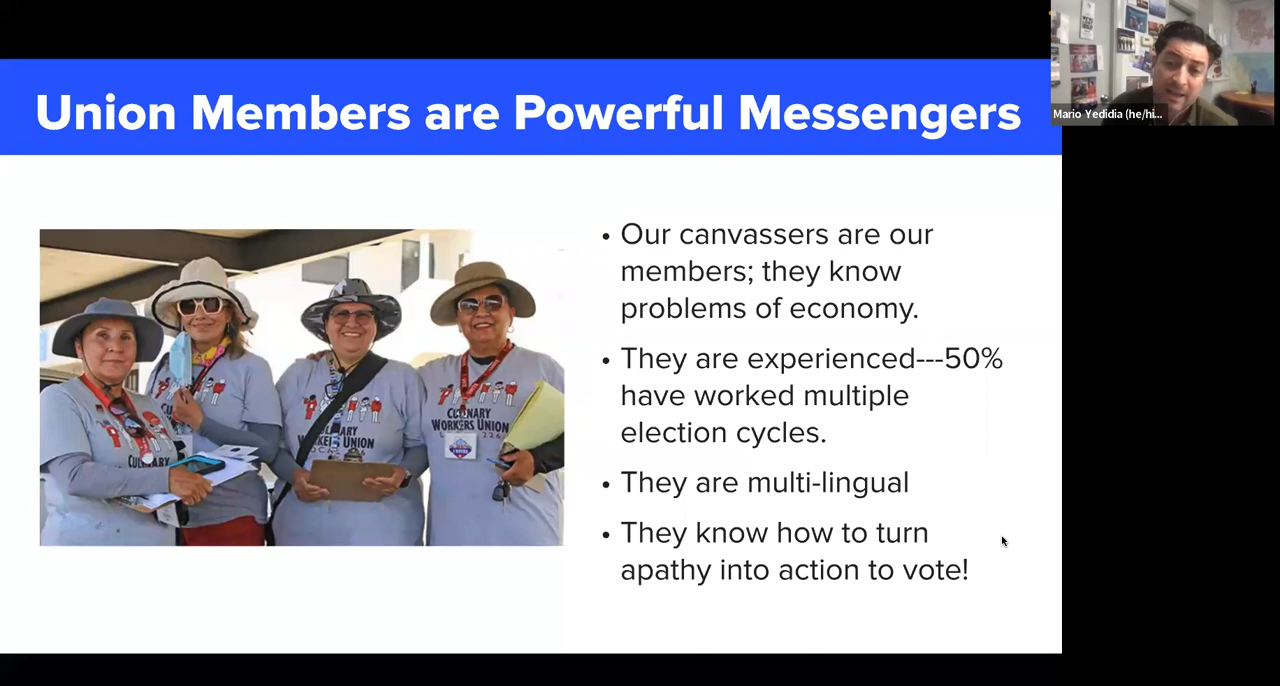 Union Members are Powerful Messengers
Mario Yedidia (he/hi...
• Our canvassers are our
members; they know
problems of economy.
• They are experienced---50%
have worked multiple
election cycles.
• They are multi-lingual
• They know how to turn
apathy into action to vote!
CULINARY
WORKERS UNION
LOCAL 226